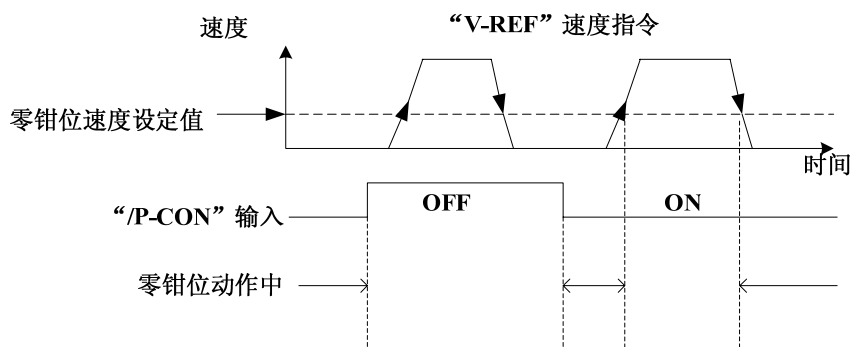 速度
“V-REF”速度指令
零钳位速度设定值
时间
“/P-CON”输入
OFF
ON
零钳位动作中